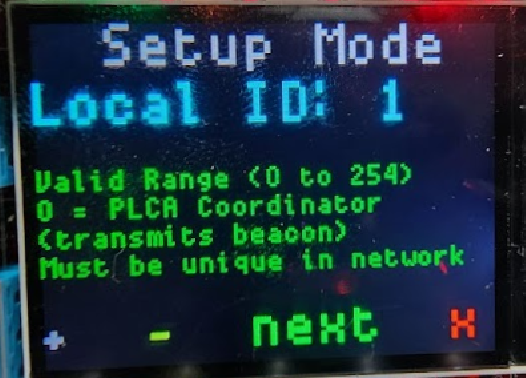 Setup Mode
Local ID: 1
Valid Range (0 to 254)
0 = PLCA Coordinator
(transmits beacon)
Must be unique in network
+ - next X